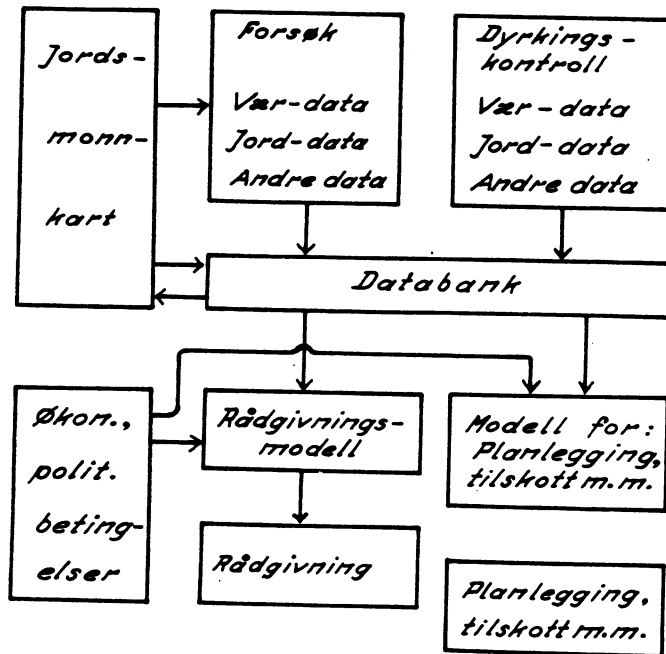 Jords-
monn-
kart
Forsøk
Vær-data
Jord-data
Andre data
Dyrkings-
kontroll
Vær-data
Jord-data
Andre data
Databank
Økon.,
polit.
beting-
elser
Rådgivnings-
modell
Modell for:
Planlegging,
tilskott m.m.
Rådgivning
Planlegging,
tilskott m.m.